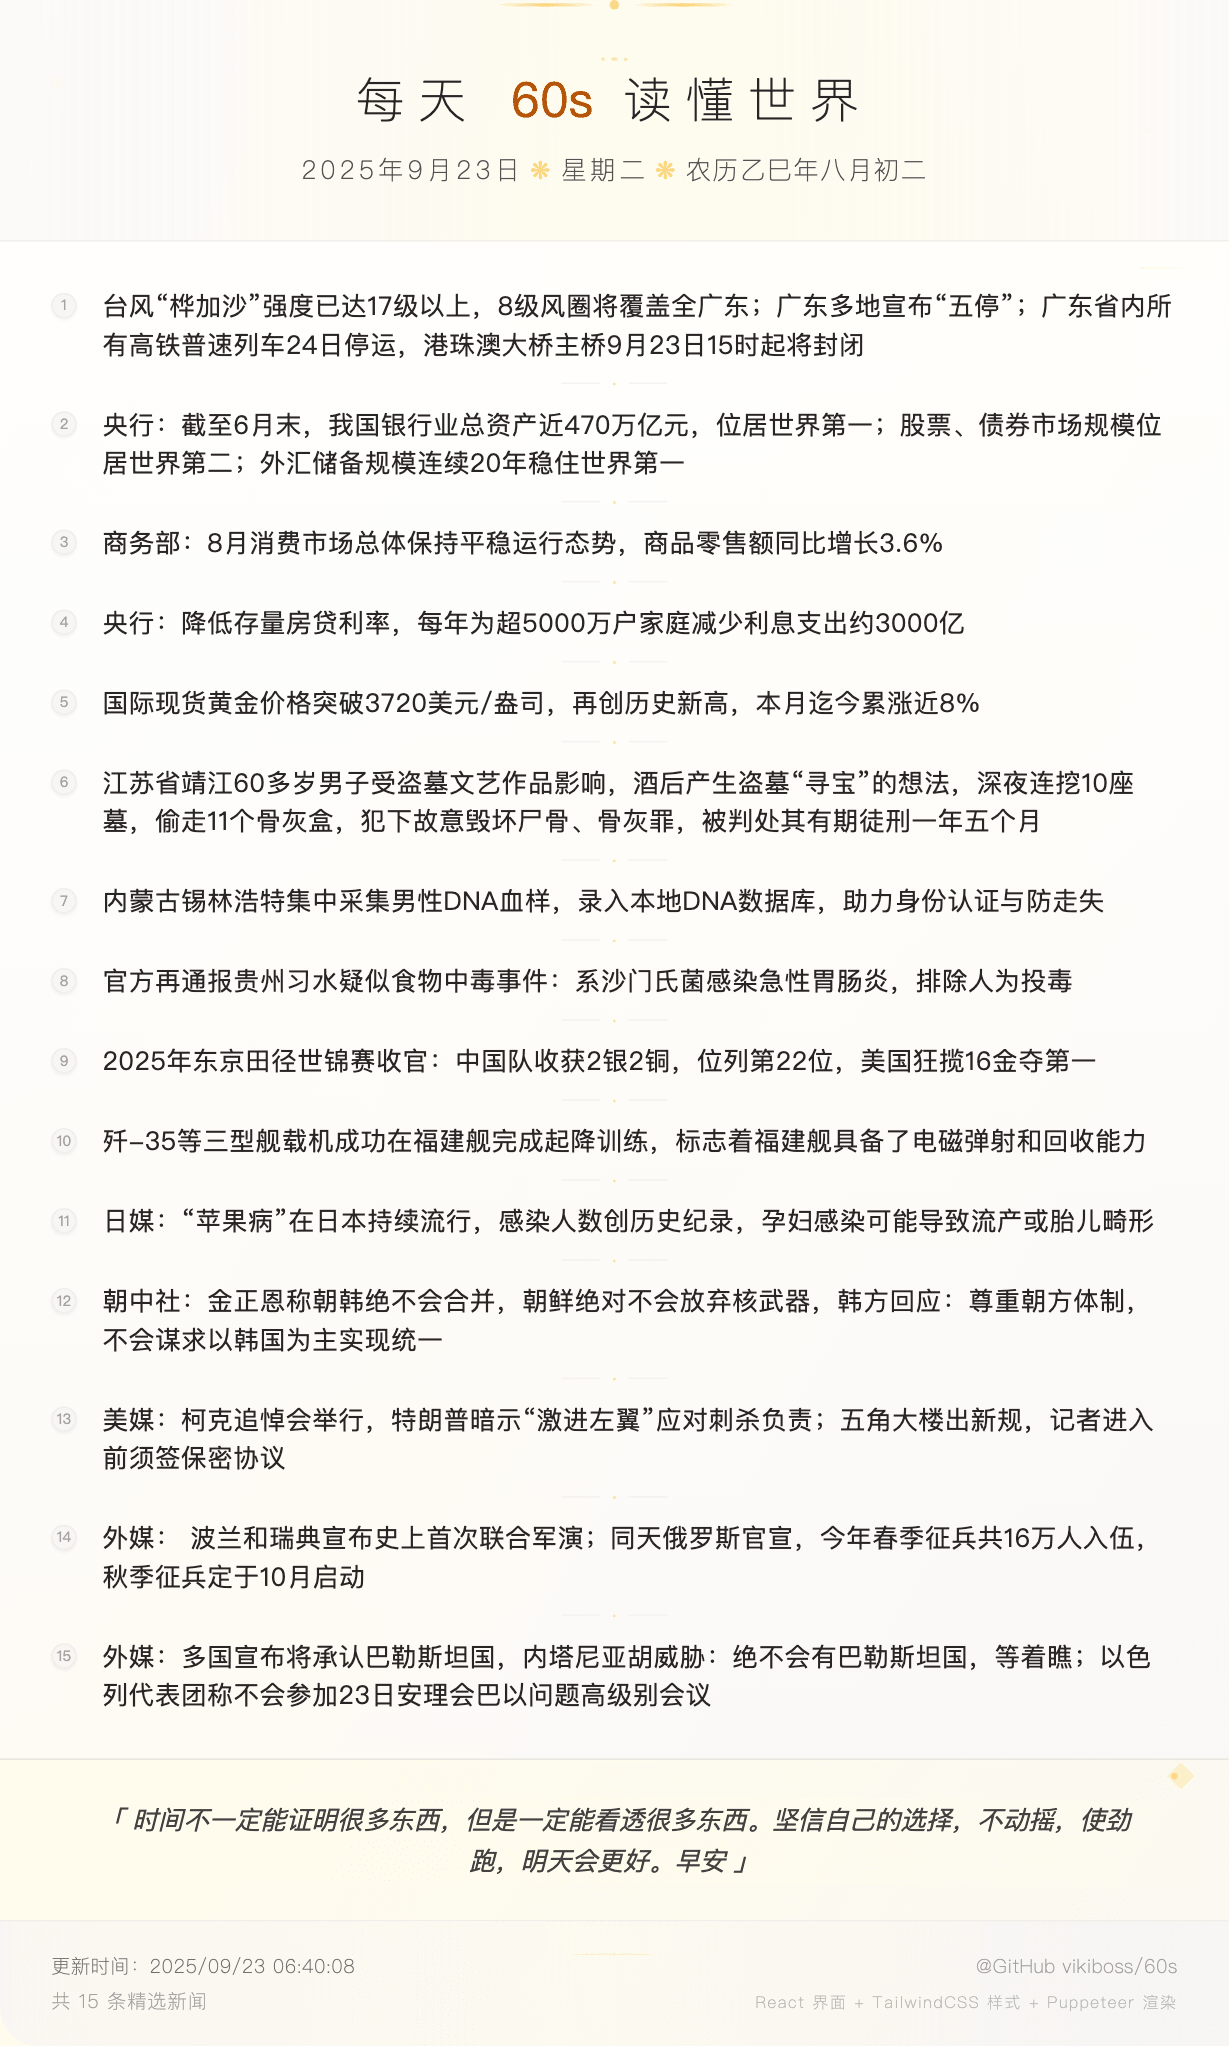 每天 60s 读懂世界
2025年9月23日 ❋ 星期二 ❋ 农历乙巳年八月初二
1 台风“桦加沙”强度已达17级以上，8级风圈将覆盖全广东；广东多地宣布“五停”；广东省内所
有高铁普速列车24日停运，港珠澳大桥主桥9月23日15时起将封闭
2 央行：截至6月末，我国银行业总资产近470万亿元，位居世界第一；股票、债券市场规模位
居世界第二；外汇储备规模连续20年稳住世界第一
3 商务部：8月消费市场总体保持平稳运行态势，商品零售额同比增长3.6%
4 央行：降低存量房贷利率，每年为超5000万户家庭减少利息支出约3000亿
5 国际现货黄金价格突破3720美元/盎司，再创历史新高，本月迄今累涨近8%
6 江苏省靖江60多岁男子受盗墓文艺作品影响，酒后产生盗墓“寻宝”的想法，深夜连挖10座
墓，偷走11个骨灰盒，犯下故意毁坏尸骨、骨灰罪，被判处其有期徒刑一年五个月
7 内蒙古锡林浩特集中采集男性DNA血样，录入本地DNA数据库，助力身份认证与防走失
8 官方再通报贵州习水疑似食物中毒事件：系沙门氏菌感染急性胃肠炎，排除人为投毒
9 2025年东京田径世锦赛收官：中国队收获2银2铜，位列第22位，美国狂揽16金夺第一
10 歼-35等三型舰载机成功在福建舰完成起降训练，标志着福建舰具备了电磁弹射和回收能力
11 日媒：“苹果病”在日本持续流行，感染人数创历史纪录，孕妇感染可能导致流产或胎儿畸形
12 朝中社：金正恩称朝韩绝不会合并，朝鲜绝对不会放弃核武器，韩方回应：尊重朝方体制，
不会谋求以韩国为主实现统一
13 美媒：柯克追悼会举行，特朗普暗示“激进左翼”应对刺杀负责；五角大楼出新规，记者进入
前须签保密协议
14 外媒： 波兰和瑞典宣布史上首次联合军演；同天俄罗斯官宣，今年春季征兵共16万人入伍，
秋季征兵定于10月启动
15 外媒：多国宣布将承认巴勒斯坦国，内塔尼亚胡威胁：绝不会有巴勒斯坦国，等着瞧；以色
列代表团称不会参加23日安理会巴以问题高级别会议
「 时间不一定能证明很多东西，但是一定能看透很多东西。坚信自己的选择，不动摇，使劲
跑，明天会更好。早安 」
更新时间：2025/09/23 06:40:08
@GitHub vikiboss/60s
共 15 条精选新闻
React 界面 + TailwindCSS 样式 + Puppeteer 渲染